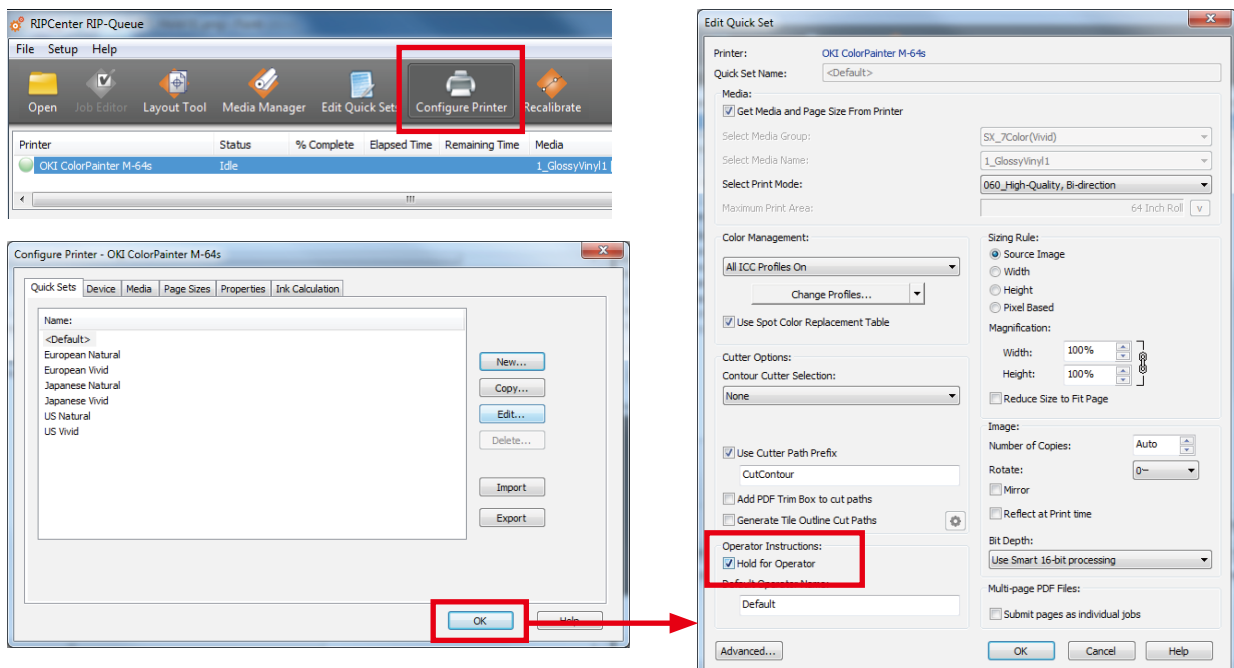 RIPCenter RIP-Queue
File Setup Help
Open Job Editor Layout Tool Media Manager Edit Quick Sets Configure Printer Recalibrate
Printer Status % Complete Elapsed Time Remaining Time Media
OKI ColorPainter M-64s Idle 1_GlossyVinyl1
Configure Printer - OKI ColorPainter M-64s
Quick Sets Device Media Page Sizes Properties Ink Calculation
Name:
<Default>
European Natural
European Vivid
Japanese Natural
Japanese Vivid
US Natural
US Vivid
New...
Copy...
Edit...
Delete...
Import
Export
OK Help
Edit Quick Set
Printer: OKI ColorPainter M-64s
Quick Set Name: <Default>
Media:
Get Media and Page Size From Printer
Select Media Group: SX_7Color(Vivid)
Select Media Name: 1_GlossyVinyl1
Select Print Mode: 060_High-Quality, Bi-direction
Maximum Print Area: 64 Inch Roll
Color Management:
All ICC Profiles On
Change Profiles...
Use Spot Color Replacement Table
Cutter Options:
Contour Cutter Selection:
None
Use Cutter Path Prefix
CutContour
Add PDF Trim Box to cut paths
Generate Tile Outline Cut Paths
Operator Instructions:
Hold for Operator
Default Operator Name:
Default
Sizing Rule:
Source Image
Width
Height
Pixel Based
Magnification:
Width: 100%
Height: 100%
Reduce Size to Fit Page
Image:
Number of Copies: Auto
Rotate: 0
Mirror
Reflect at Print time
Bit Depth:
Use Smart 16-bit processing
Multi-page PDF Files:
Submit pages as individual jobs
Advanced... OK Cancel Help